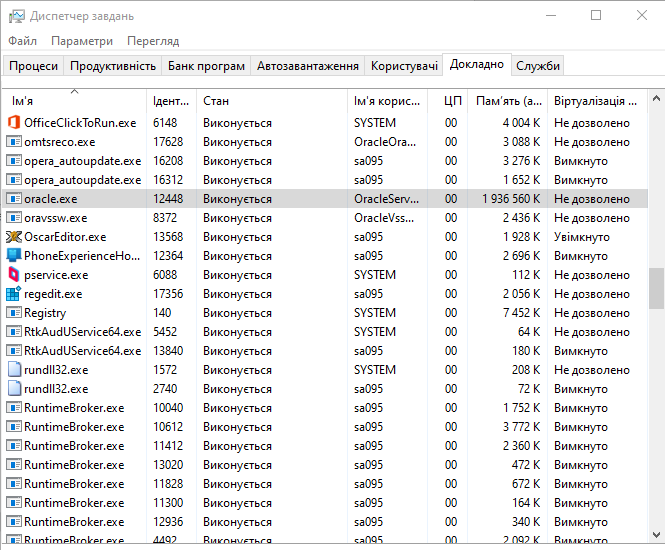 Диспетчер завдань
Файл Параметри Перегляд
Процеси Продуктивність Банк програм Автозавантаження Користувачі Докладно Служби
Ім'я Ідент... Стан Ім'я корис... ЦП Пам'ять (а... Віртуалізація ...
OfficeClickToRun.exe 6148 Виконується SYSTEM 00 4 004 K Не дозволено
omtsreco.exe 17628 Виконується OracleOra... 00 3 088 K Не дозволено
opera_autoupdate.exe 16208 Виконується sa095 00 3 276 K Вимкнуто
opera_autoupdate.exe 16312 Виконується sa095 00 1 652 K Вимкнуто
oracle.exe 12448 Виконується OracleServ... 00 1 936 560 K Не дозволено
oravssw.exe 8372 Виконується OracleVss... 00 2 436 K Не дозволено
OscarEditor.exe 13568 Виконується sa095 00 1 928 K Увімкнуто
PhoneExperienceHo... 12364 Виконується sa095 00 2 696 K Вимкнуто
pservice.exe 6088 Виконується SYSTEM 00 112 K Не дозволено
regedit.exe 17356 Виконується sa095 00 2 056 K Не дозволено
Registry 140 Виконується SYSTEM 00 7 452 K Не дозволено
RtkAudUService64.exe 5452 Виконується SYSTEM 00 64 K Не дозволено
RtkAudUService64.exe 13840 Виконується sa095 00 180 K Вимкнуто
rundll32.exe 1572 Виконується SYSTEM 00 208 K Не дозволено
rundll32.exe 2740 Виконується sa095 00 72 K Вимкнуто
RuntimeBroker.exe 10040 Виконується sa095 00 1 752 K Вимкнуто
RuntimeBroker.exe 10612 Виконується sa095 00 3 772 K Вимкнуто
RuntimeBroker.exe 11412 Виконується sa095 00 2 360 K Вимкнуто
RuntimeBroker.exe 13020 Виконується sa095 00 472 K Вимкнуто
RuntimeBroker.exe 11828 Виконується sa095 00 672 K Вимкнуто
RuntimeBroker.exe 11300 Виконується sa095 00 164 K Вимкнуто
RuntimeBroker.exe 12936 Виконується sa095 00 340 K Вимкнуто
RuntimeBroker.exe 4492 Виконується sa095 00 2 092 K Вимкнуто